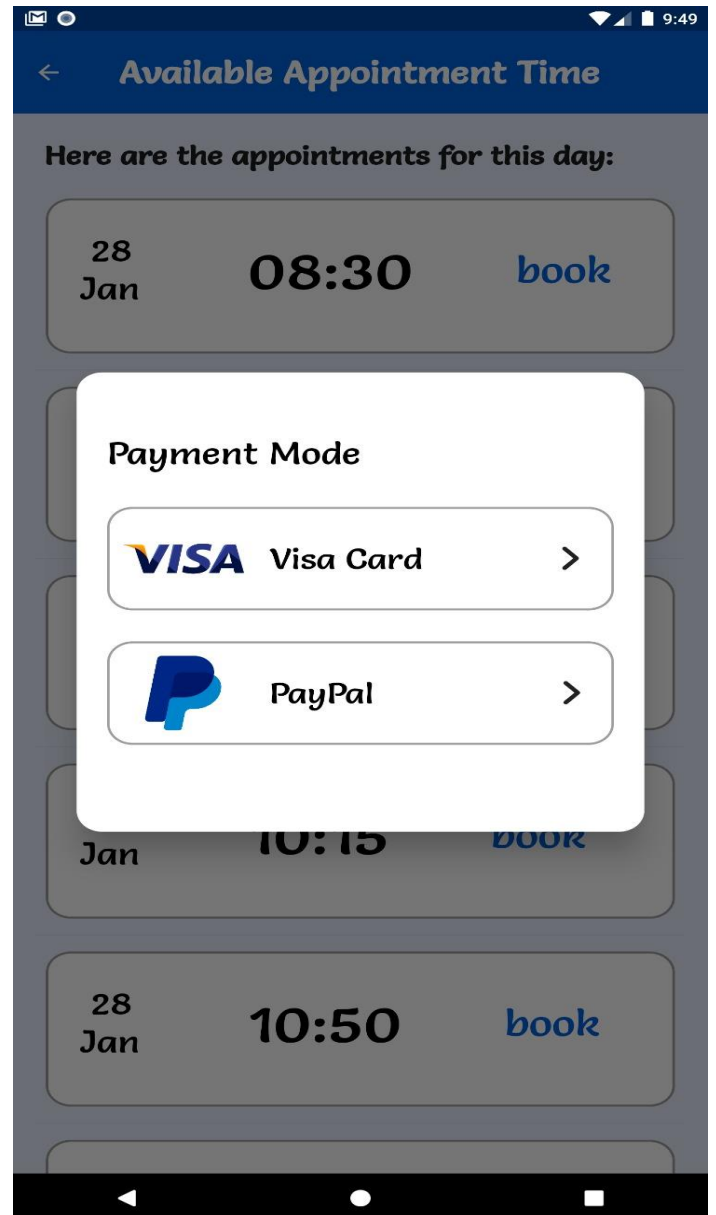 9:49
Available Appointment Time
Here are the appointments for this day:
28
Jan
08:30
book
Payment Mode
VISA Visa Card
PayPal
Jan
10:15
book
28
Jan
10:50
book